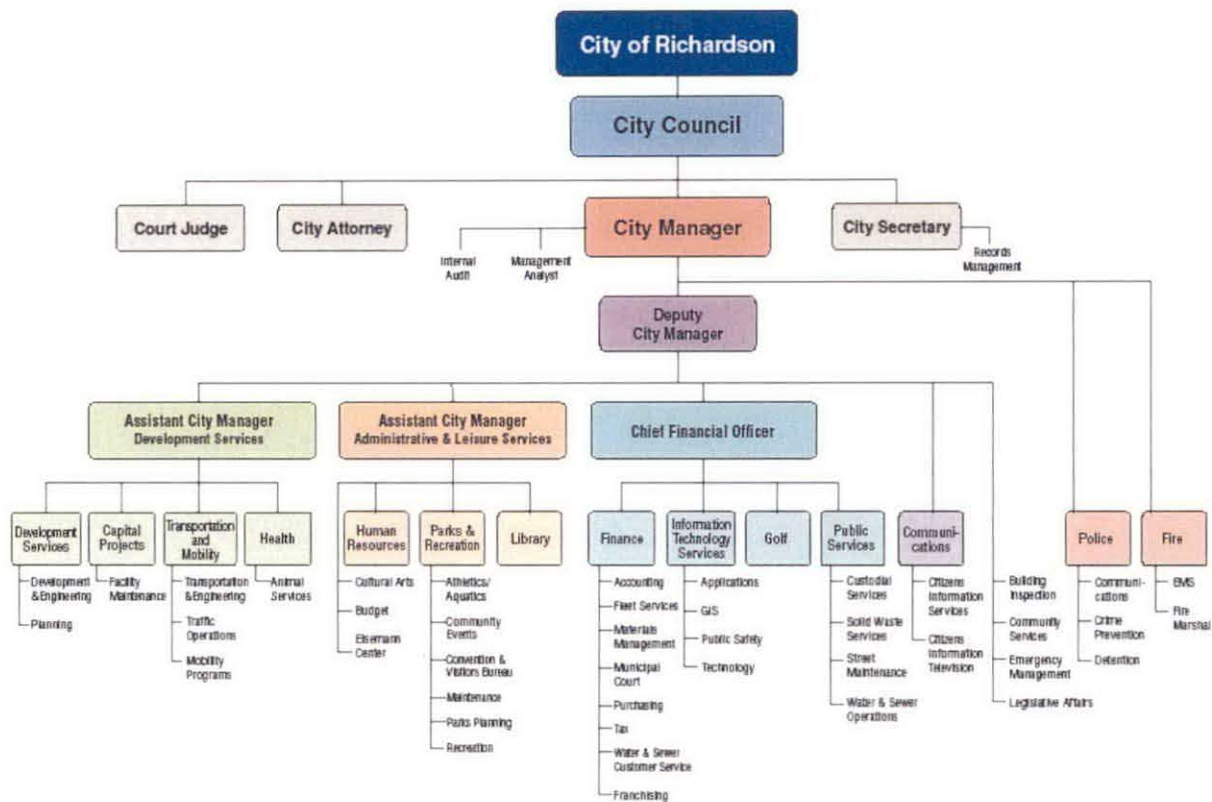 City of Richardson
City Council
Court Judge
City Attorney
City Manager
City Secretary
Internal
Audit
Management
Analyst
Records
Management
Deputy
City Manager
Assistant City Manager
Development Services
Assistant City Manager
Administrative & Leisure Services
Chief Financial Officer
Development
Services
Capital
Projects
Transportation
and
Mobility
Health
Human
Resources
Parks &
Recreation
Library
Finance
Information
Technology
Services
Golf
Public
Services
Communi-
cations
Police
Fire
Development
& Engineering
Planning
Facility
Maintenance
Transportation
& Engineering
Traffic
Operations
Mobility
Programs
Animal
Services
Cultural Arts
Budget
Eisemann
Center
Athletics/
Aquatics
Community
Events
Convention &
Visitors Bureau
Maintenance
Parks Planning
Recreation
Accounting
Fleet Services
Materials
Management
Municipal
Court
Purchasing
Tax
Water & Sewer
Customer Service
Franchising
Applications
GIS
Public Safety
Technology
Custodial
Services
Solid Waste
Services
Street
Maintenance
Water & Sewer
Operations
Citizens
Information
Services
Citizens
Information
Television
Building
Inspection
Community
Services
Emergency
Management
Legislative Affairs
Communi-
cations
Crime
Prevention
Detention
EMS
Fire
Marshal